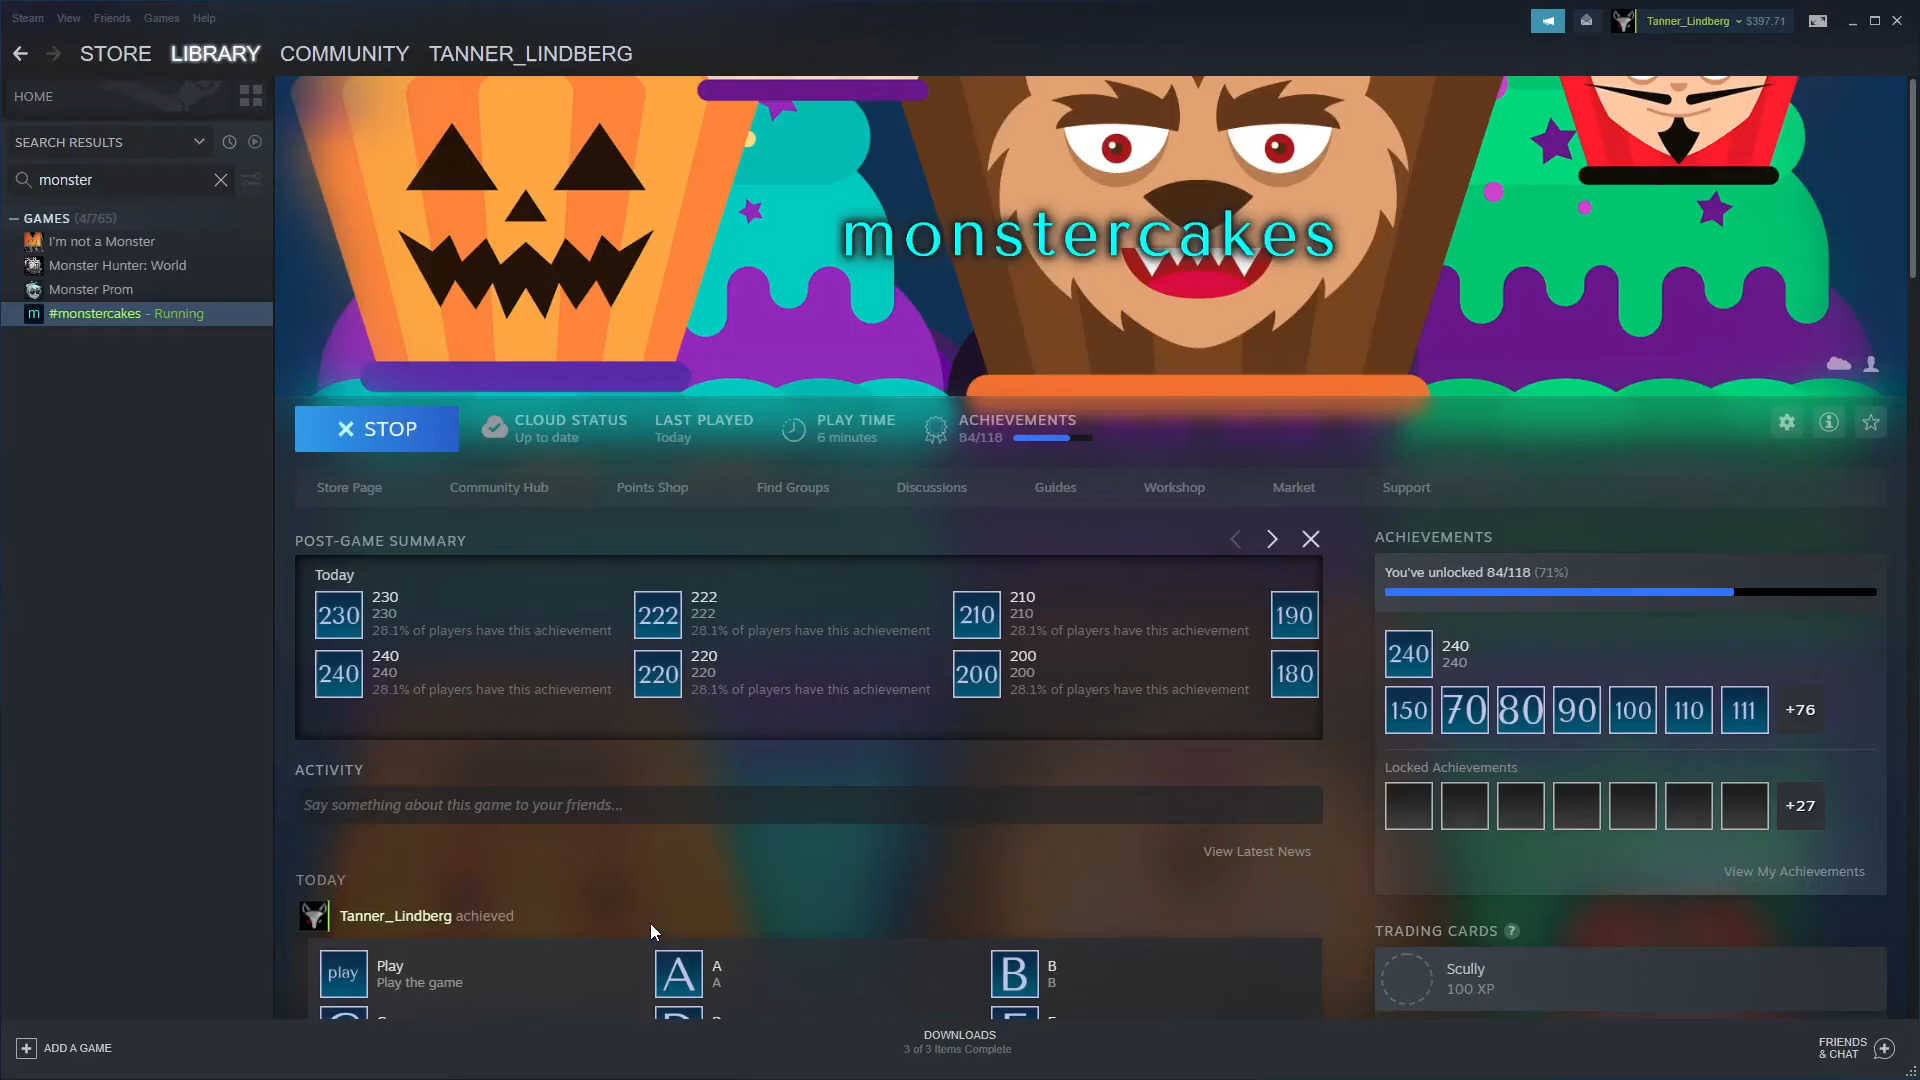 Steam View Friends Games Help
Tanner_Lindberg $397.71
STORE LIBRARY COMMUNITY TANNER_LINDBERG
HOME
SEARCH RESULTS
monster
GAMES (4/765)
I'm not a Monster
Monster Hunter: World
Monster Prom
m #monstercakes - Running
monstercakes
STOP
CLOUD STATUS
Up to date
LAST PLAYED
Today
PLAY TIME
6 minutes
ACHIEVEMENTS
84/118
Store Page Community Hub Points Shop Find Groups Discussions Guides Workshop Market Support
POST-GAME SUMMARY
Today
230 230
230
28.1% of players have this achievement
222 222
222
28.1% of players have this achievement
210 210
210
28.1% of players have this achievement
190
240 240
240
28.1% of players have this achievement
220 220
220
28.1% of players have this achievement
200 200
200
28.1% of players have this achievement
180
ACTIVITY
Say something about this game to your friends...
View Latest News
TODAY
Tanner_Lindberg achieved
play Play
Play the game
A A
A
B B
B
ACHIEVEMENTS
You've unlocked 84/118 (71%)
240 240
240
150 70 80 90 100 110 111 +76
Locked Achievements
+27
View My Achievements
TRADING CARDS ?
Scully
100 XP
ADD A GAME
DOWNLOADS
3 of 3 Items Complete
FRIENDS
& CHAT